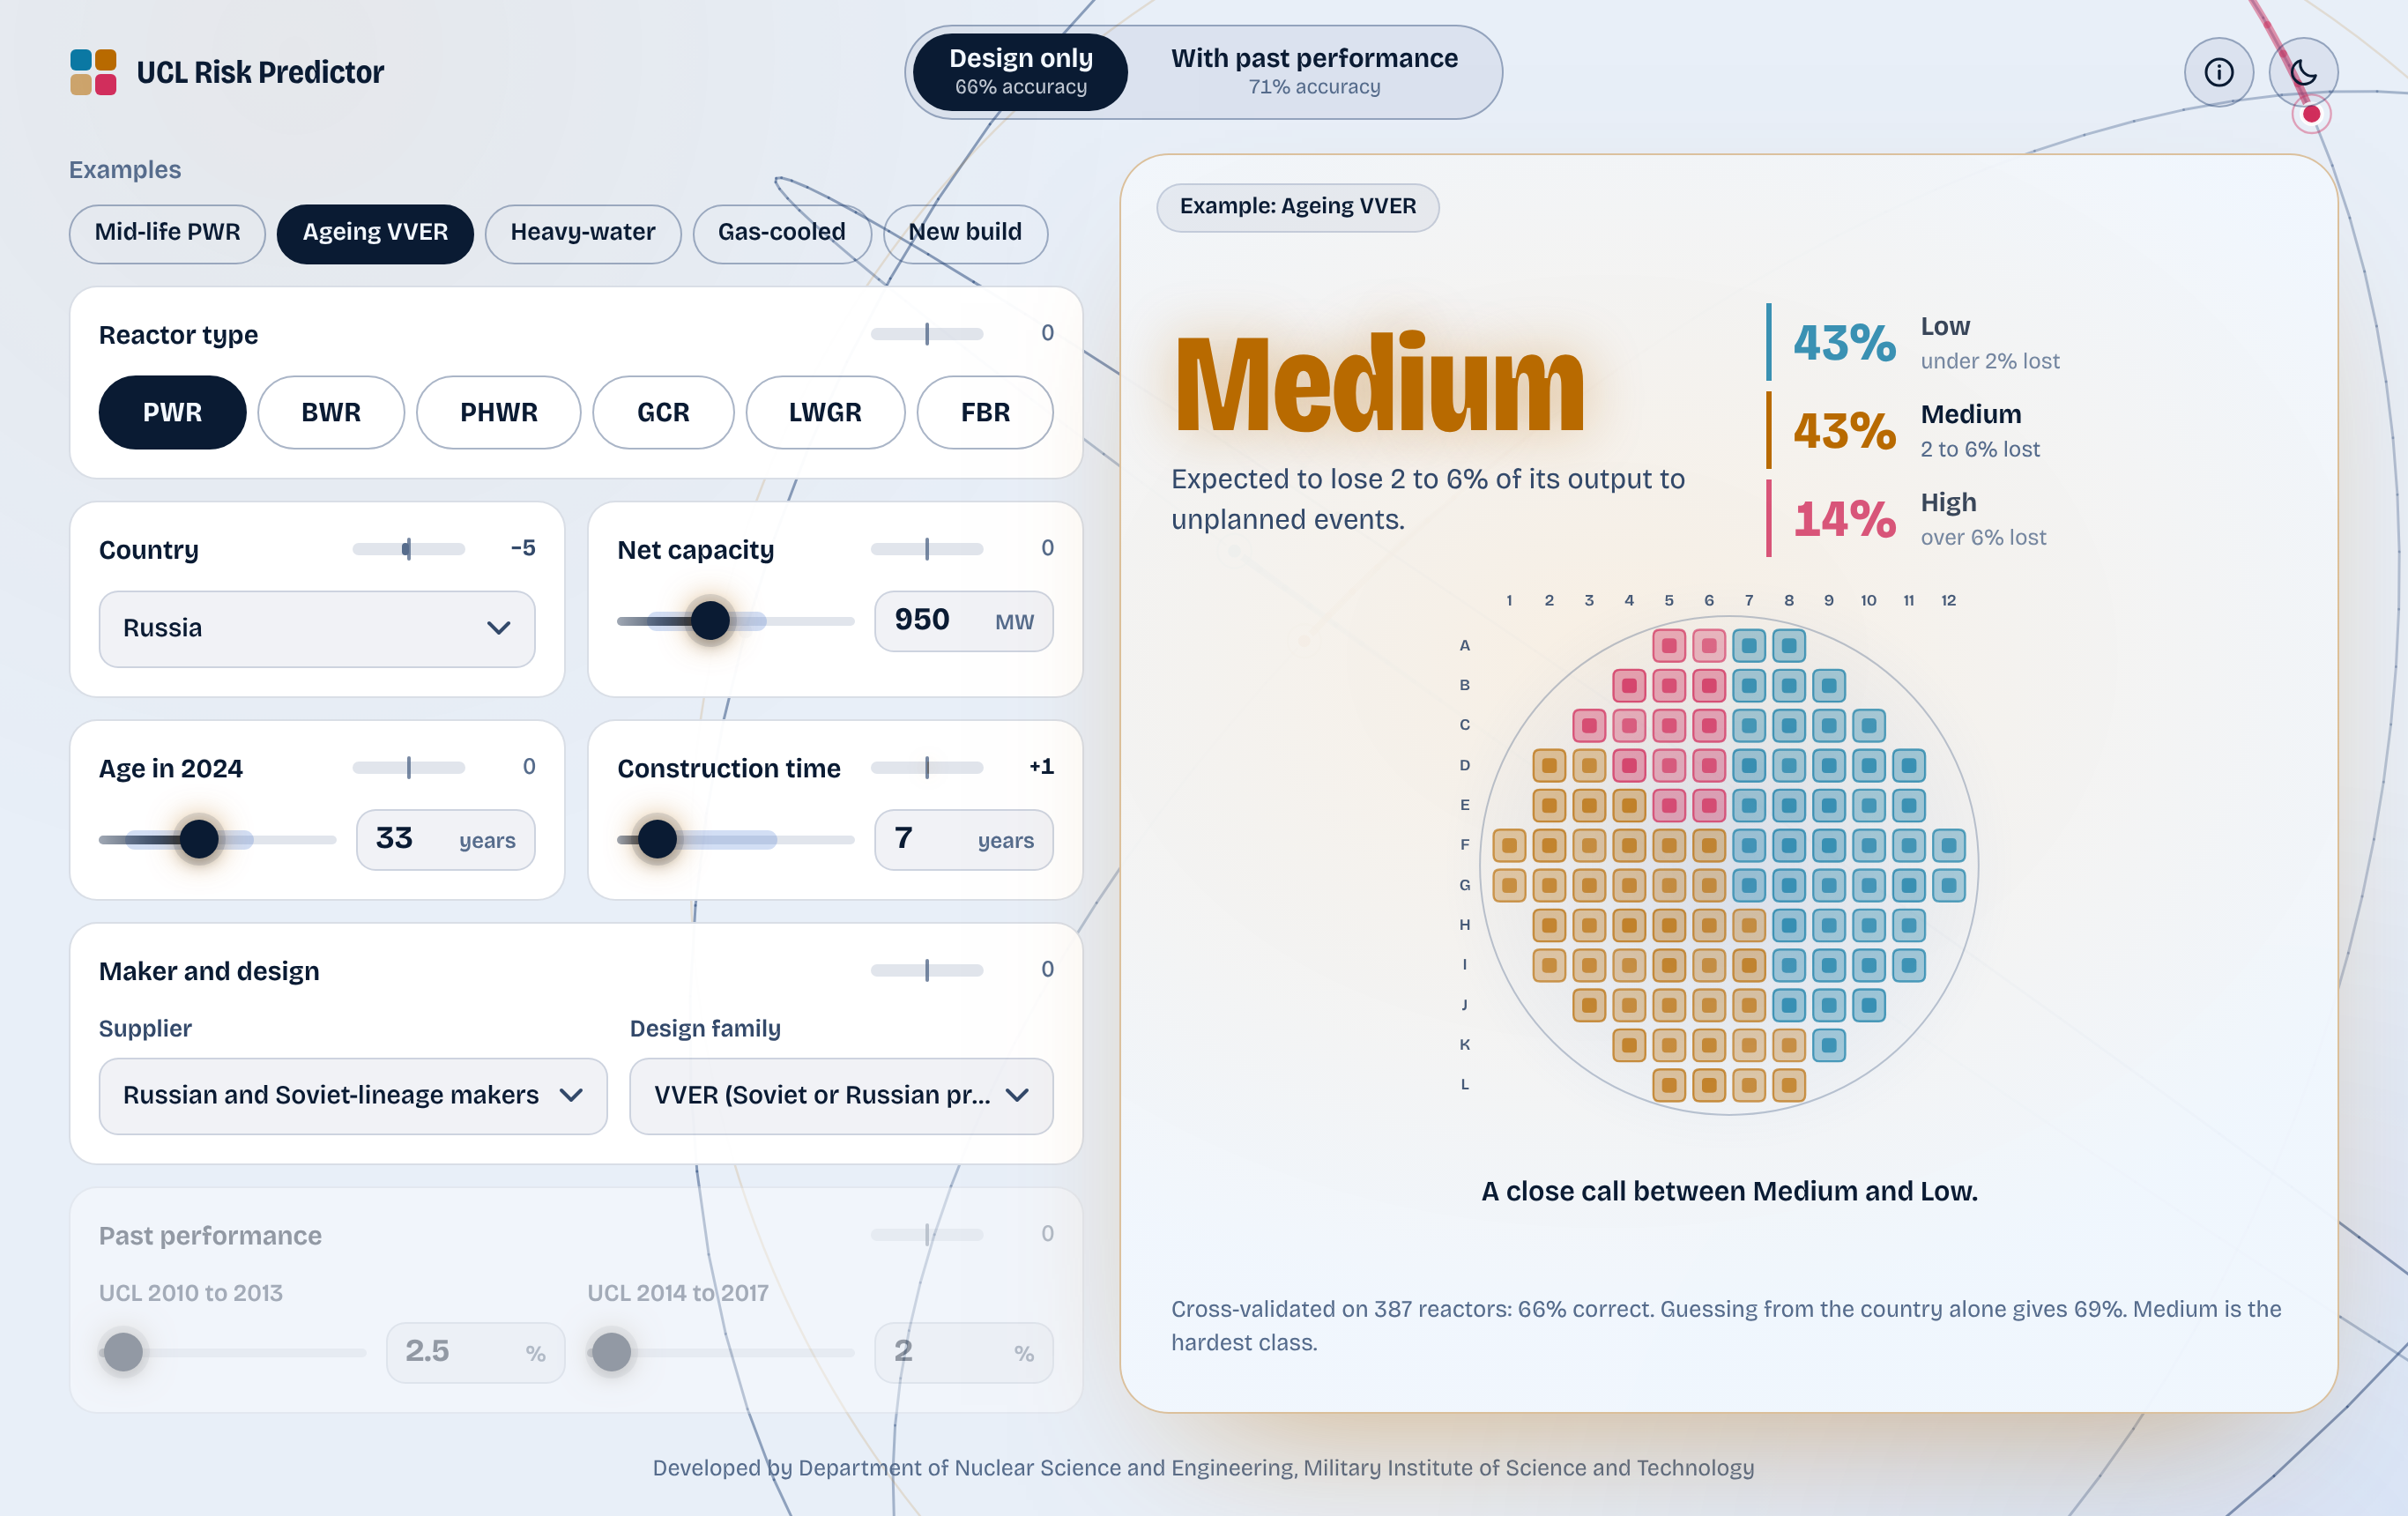 UCL Risk Predictor
Design only
66% accuracy
With past performance
71% accuracy
Examples
Mid-life PWR
Ageing VVER
Heavy-water
Gas-cooled
New build
Reactor type
0
PWR
BWR
PHWR
GCR
LWGR
FBR
Country
-5
Russia
Net capacity
0
950 MW
Age in 2024
0
33 years
Construction time
+1
7 years
Maker and design
0
Supplier
Design family
Russian and Soviet-lineage makers
VVER (Soviet or Russian pr...
Past performance
0
UCL 2010 to 2013
UCL 2014 to 2017
2.5 %
2 %
Example: Ageing VVER
Medium
Expected to lose 2 to 6% of its output to
unplanned events.
43% Low
under 2% lost
43% Medium
2 to 6% lost
14% High
over 6% lost
1 2 3 4 5 6 7 8 9 10 11 12
A
B
C
D
E
F
G
H
I
J
K
L
A close call between Medium and Low.
Cross-validated on 387 reactors: 66% correct. Guessing from the country alone gives 69%. Medium is the
hardest class.
Developed by Department of Nuclear Science and Engineering, Military Institute of Science and Technology